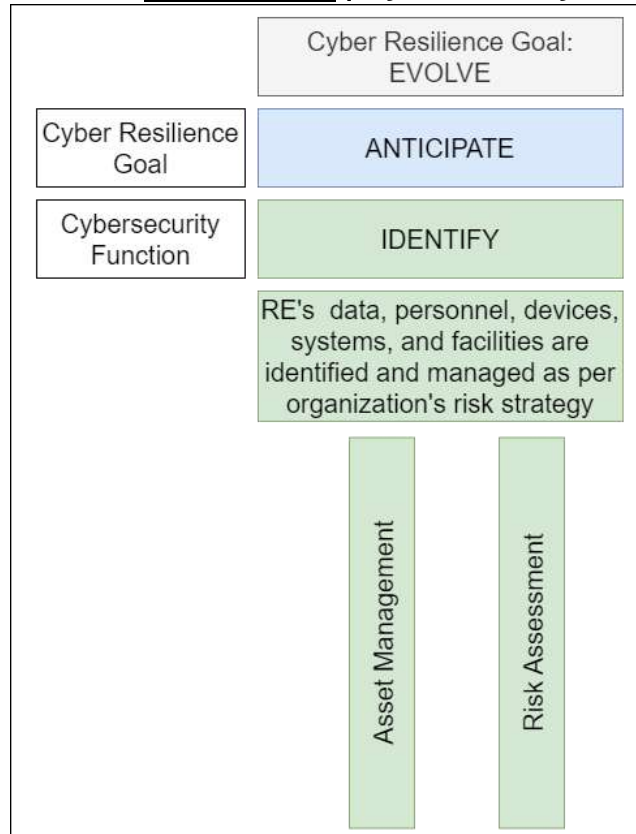 Cyber Resilience Goal:
EVOLVE
Cyber Resilience
Goal
ANTICIPATE
Cybersecurity
Function
IDENTIFY
RE's data, personnel, devices,
systems, and facilities are
identified and managed as per
organization's risk strategy
Asset Management
Risk Assessment